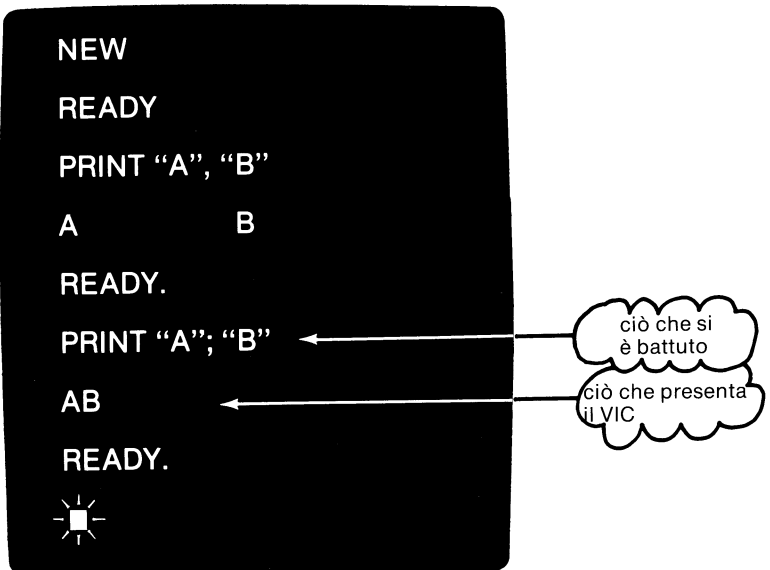 NEW
READY
PRINT “A”, “B”
A B
READY.
PRINT “A”; “B”
ciò che si
è battuto
AB
ciò che presenta
il VIC
READY.